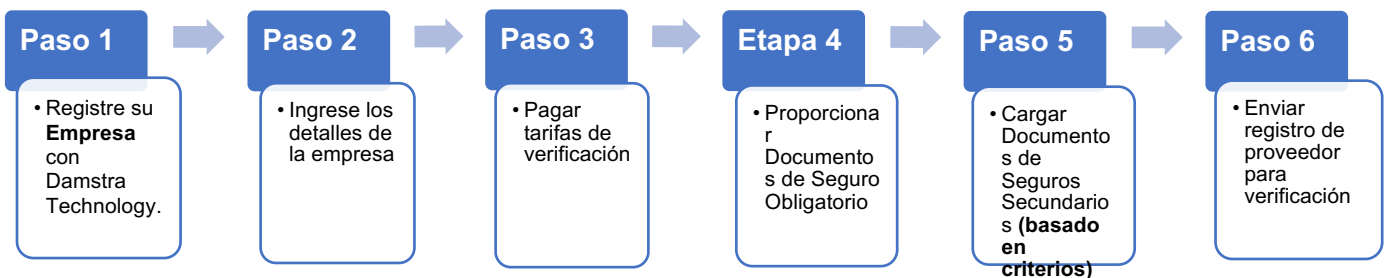 Paso 1
• Registre su
Empresa
con
Damstra
Technology.
Paso 2
• Ingrese los
detalles de
la empresa
Paso 3
• Pagar
tarifas de
verificación
Etapa 4
• Proporciona
r
Documento
s de Seguro
Obligatorio
Paso 5
• Cargar
Documento
s de
Seguros
Secundario
s (basado
en
criterios)
Paso 6
• Enviar
registro de
proveedor
para
verificación